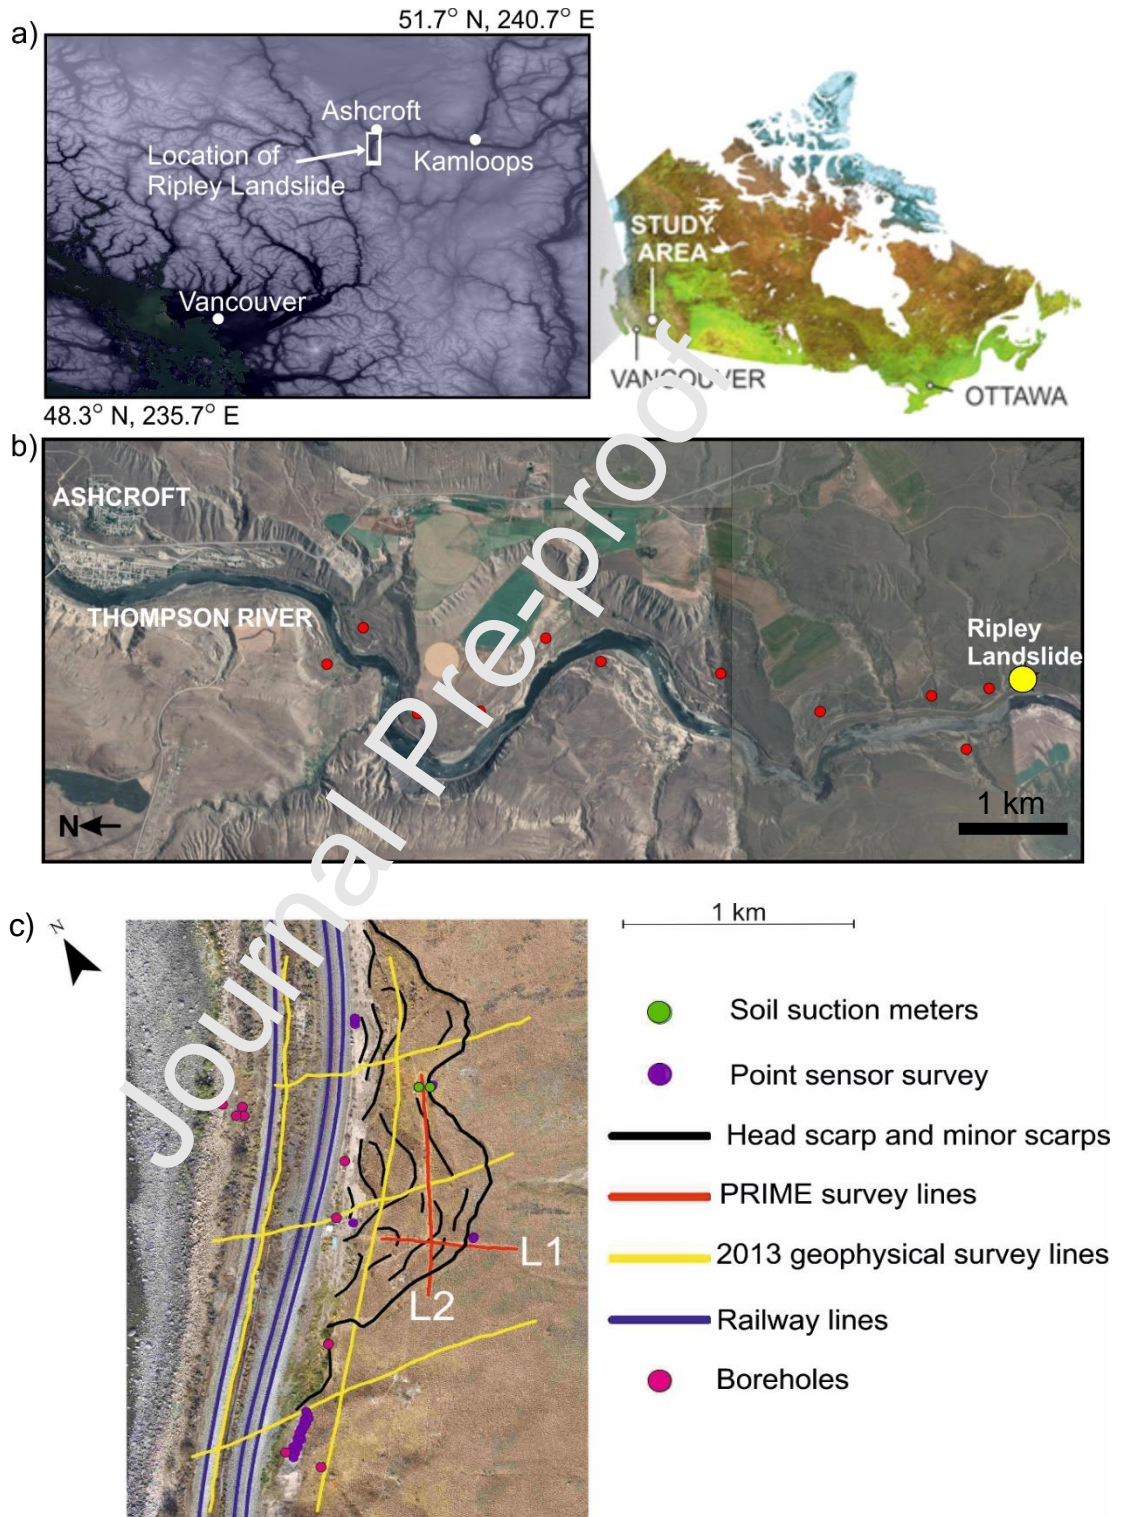 a)
51.7° N, 240.7° E
Ashcroft
Kamloops
Location of
Ripley Landslide
Vancouver
48.3° N, 235.7° E
STUDY
AREA
VANCOUVER
OTTAWA
b)
ASHCROFT
THOMPSON RIVER
Ripley
Landslide
1 km
N
Journal Pre-proof
c)
N
1 km
Soil suction meters
Point sensor survey
Head scarp and minor scarps
PRIME survey lines
2013 geophysical survey lines
Railway lines
Boreholes
L1
L2